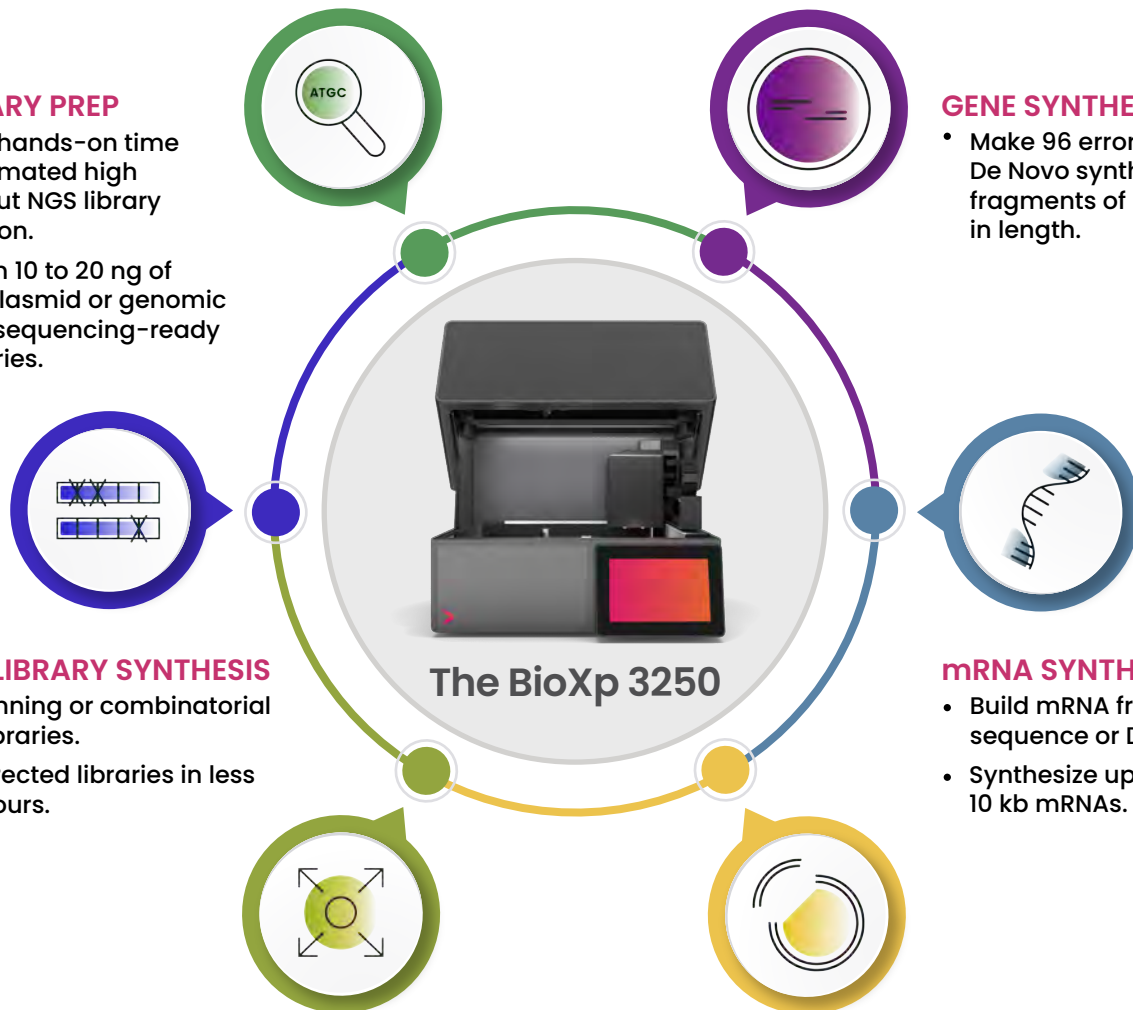 ATGC
ARY PREP
hands-on time
mated high
ut NGS library
on.
n 10 to 20 ng of
lasmid or genomic
sequencing-ready
ries.
GENE SYNTHE
• Make 96 error
De Novo synth
fragments of
in length.
The BioXp 3250
LIBRARY SYNTHESIS
nning or combinatorial
braries.
ected libraries in less
ours.
mRNA SYNTH
• Build mRNA fr
sequence or D
• Synthesize up
10 kb mRNAs.